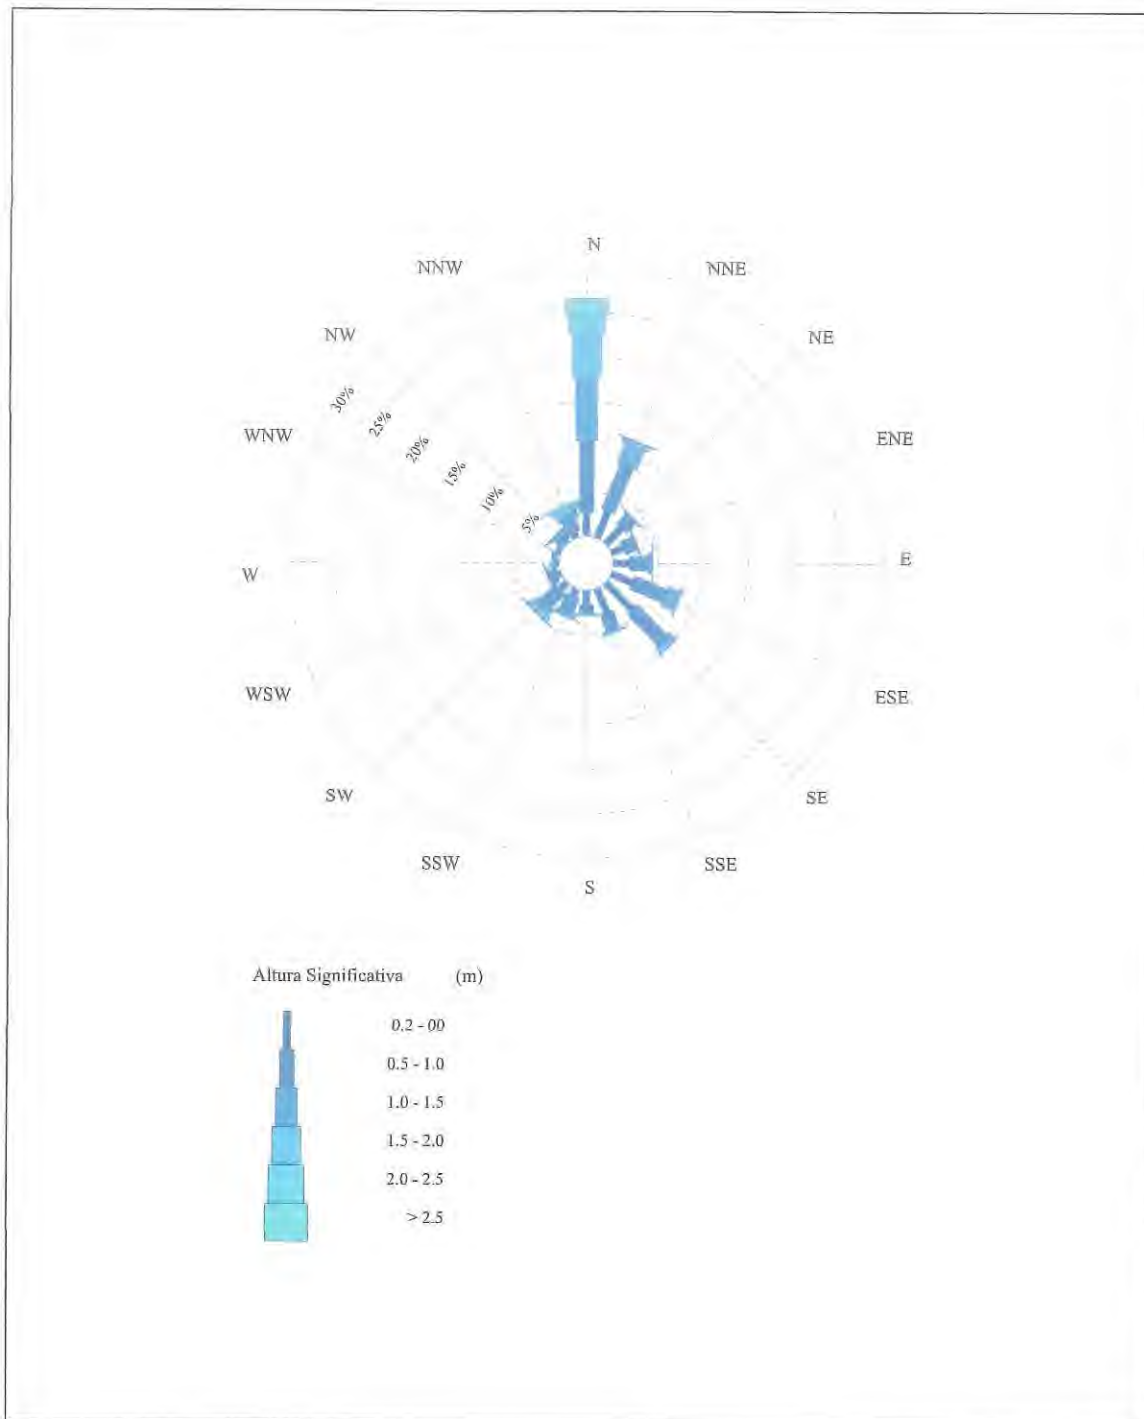 N
NNW
NNE
NW
NE
30%
25%
WNW
20%
ENE
15%
10%
5%
W
E
WSW
ESE
SW
SE
SSW
SSE
S
Altura Significativa (m)
0.2 - 00
0.5 - 1.0
1.0 - 1.5
1.5 - 2.0
2.0 - 2.5
> 2.5